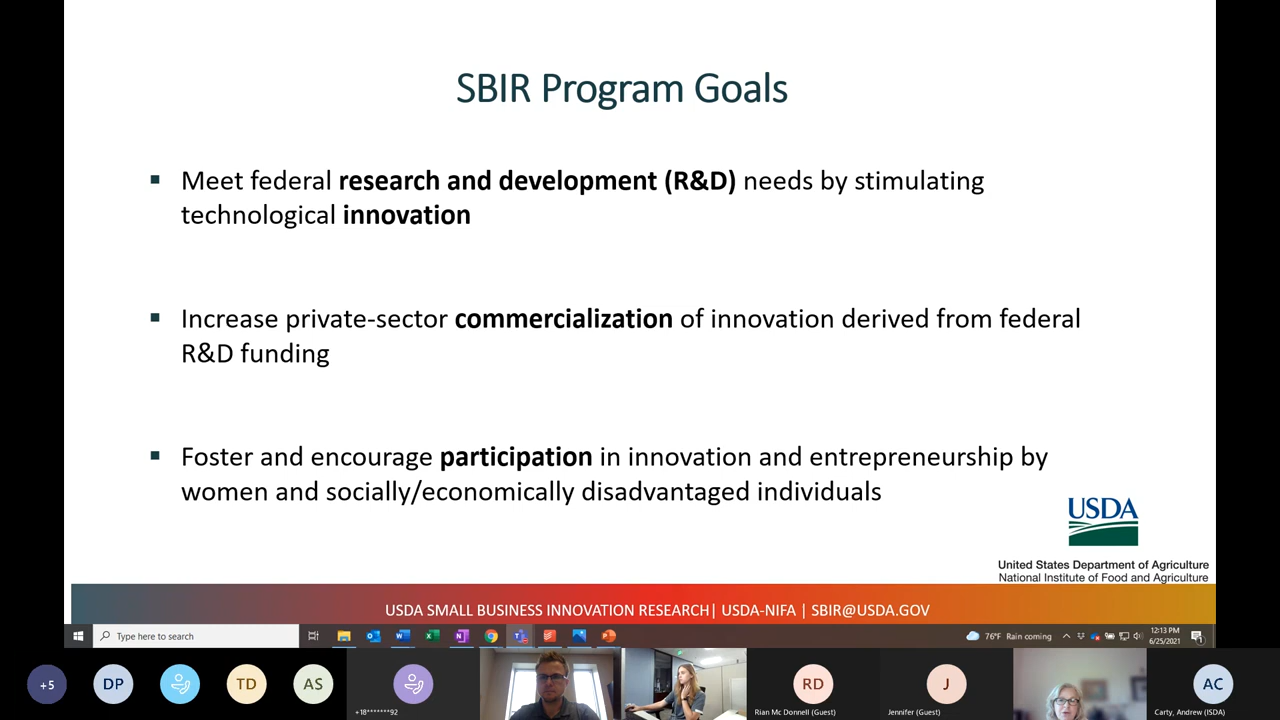 SBIR Program Goals
▪ Meet federal research and development (R&D) needs by stimulating
technological innovation
▪ Increase private-sector commercialization of innovation derived from federal
R&D funding
▪ Foster and encourage participation in innovation and entrepreneurship by
women and socially/economically disadvantaged individuals
USDA
United States Department of Agriculture
National Institute of Food and Agriculture
USDA SMALL BUSINESS INNOVATION RESEARCH| USDA-NIFA | SBIR@USDA.GOV
Type here to search
76°F Rain coming
12:13 PM
6/25/2021
+5
DP
TD
AS
+18*******92
RD
Rian Mc Donnell (Guest)
J
Jennifer (Guest)
AC
Carty, Andrew (ISDA)